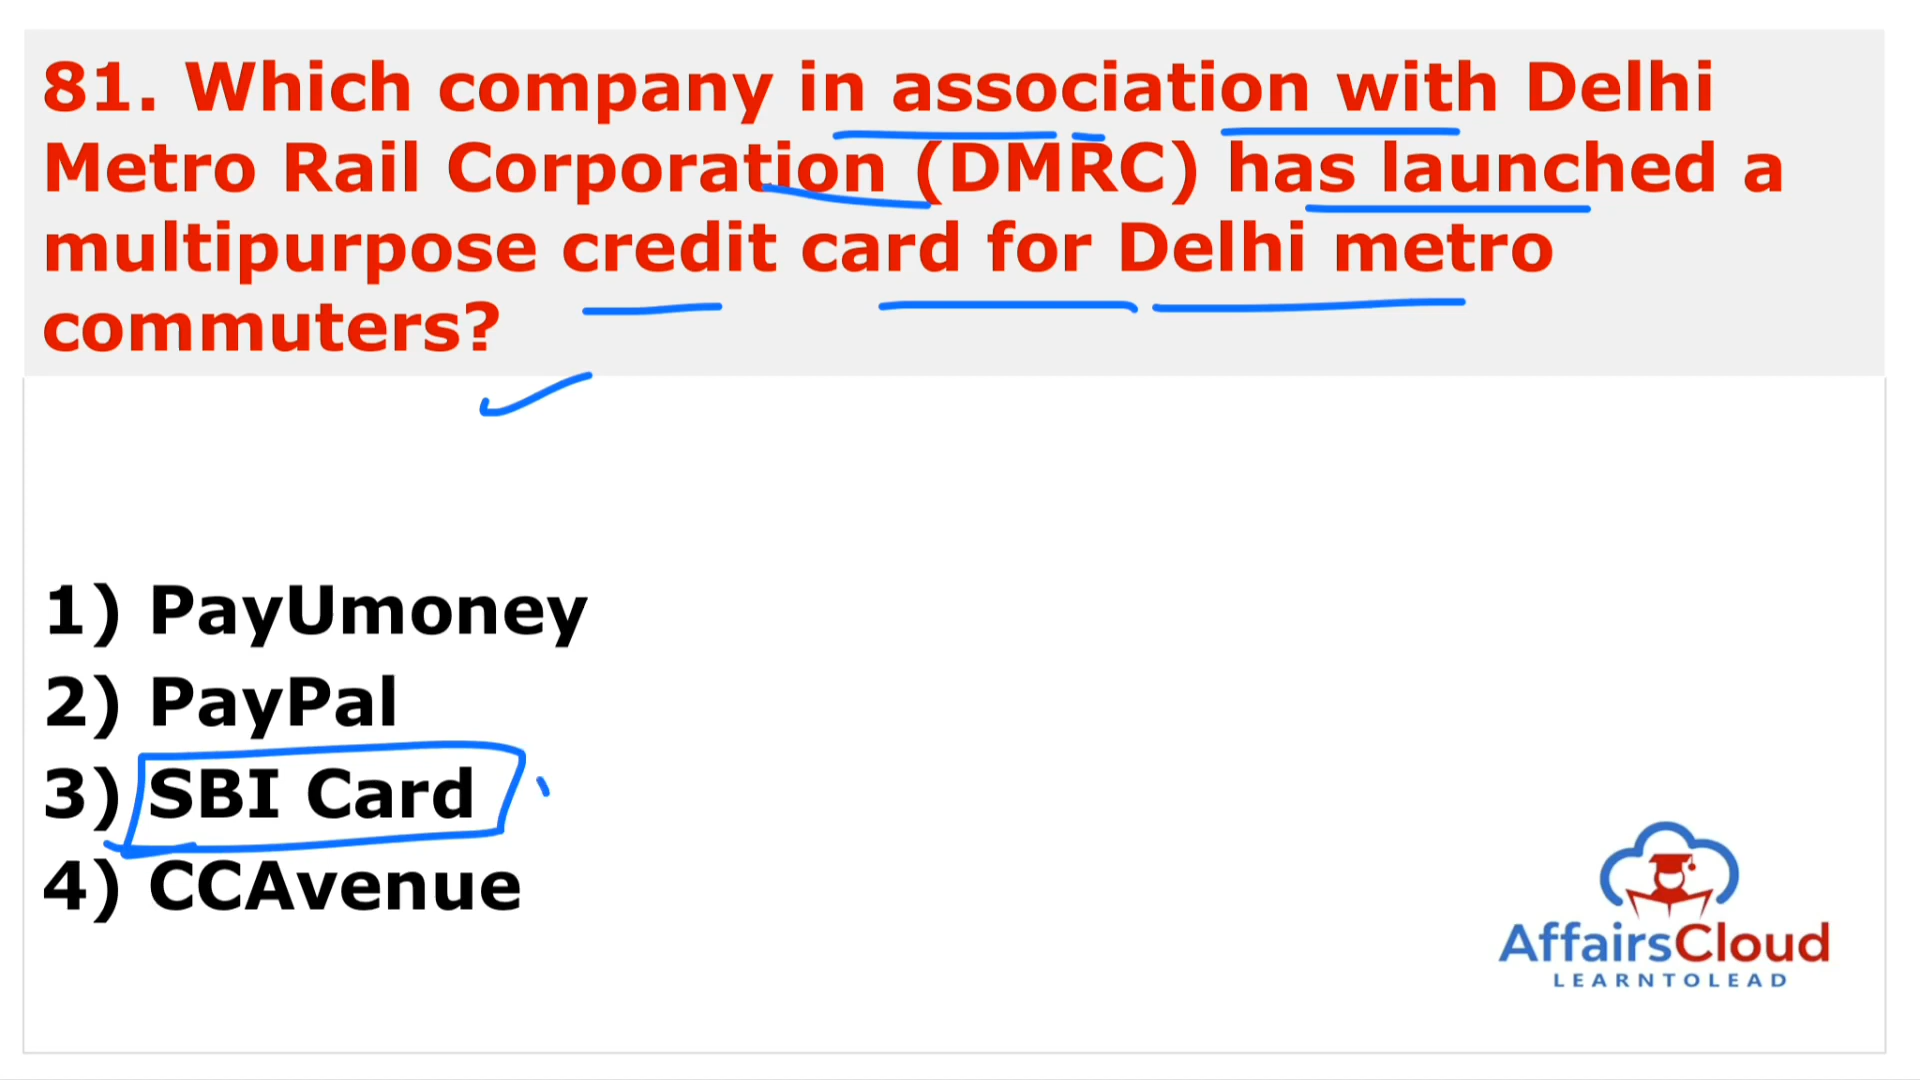 81. Which company in association with Delhi
Metro Rail Corporation (DMRC) has launched a
multipurpose credit card for Delhi metro
commuters?
1) PayUmoney
2) PayPal
3) SBI Card
4) CCAvenue
AffairsCloud
LEARNTOLEAD